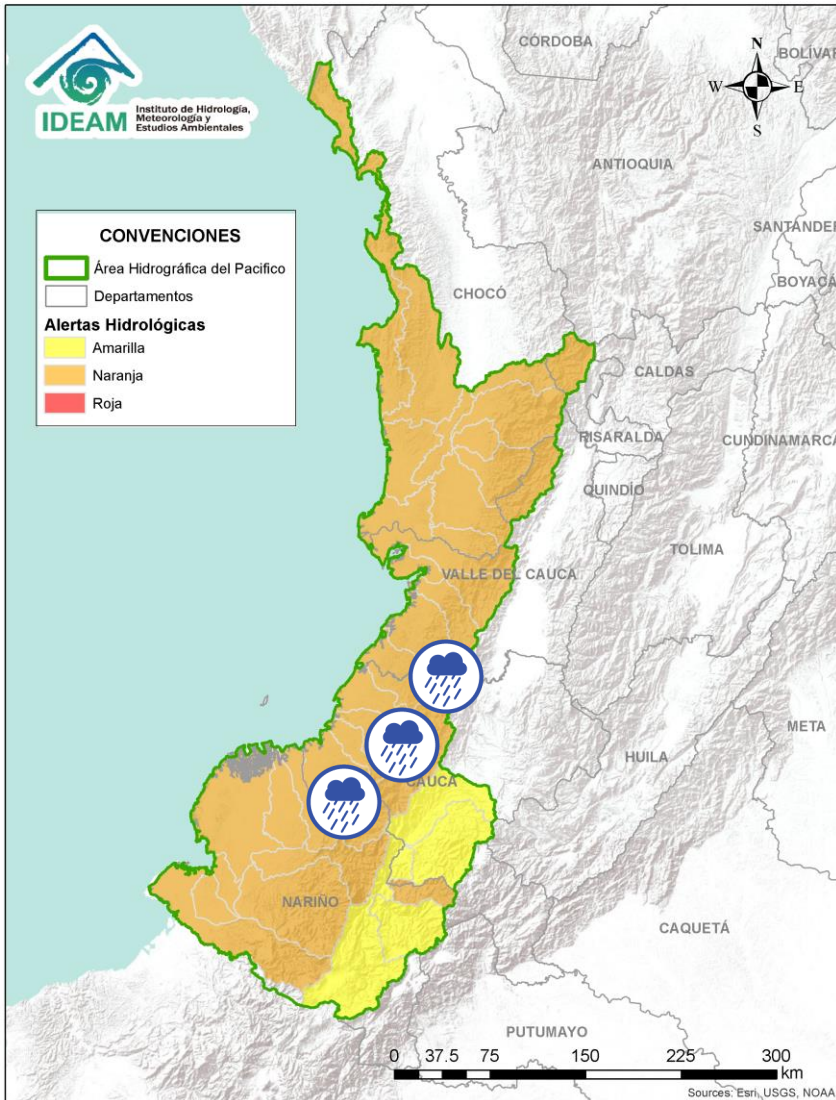 IDEAM
Instituto de Hidrología,
Meteorología y
Estudios Ambientales
N
W
E
S
CONVENCIONES
Área Hidrográfica del Pacifico
Departamentos
Alertas Hidrológicas
Amarilla
Naranja
Roja
CÓRDOBA
BOLÍVAR
ANTIOQUIA
SANTANDER
BOYACÁ
CHOCÓ
CALDAS
RISARALDA
CUNDINAMARCA
QUINDÍO
TOLIMA
VALLE DEL CAUCA
META
HUILA
CAUCA
NARIÑO
CAQUETÁ
PUTUMAYO
0 37.5 75 150 225 300
km
Sources: Esri, USGS, NOAA